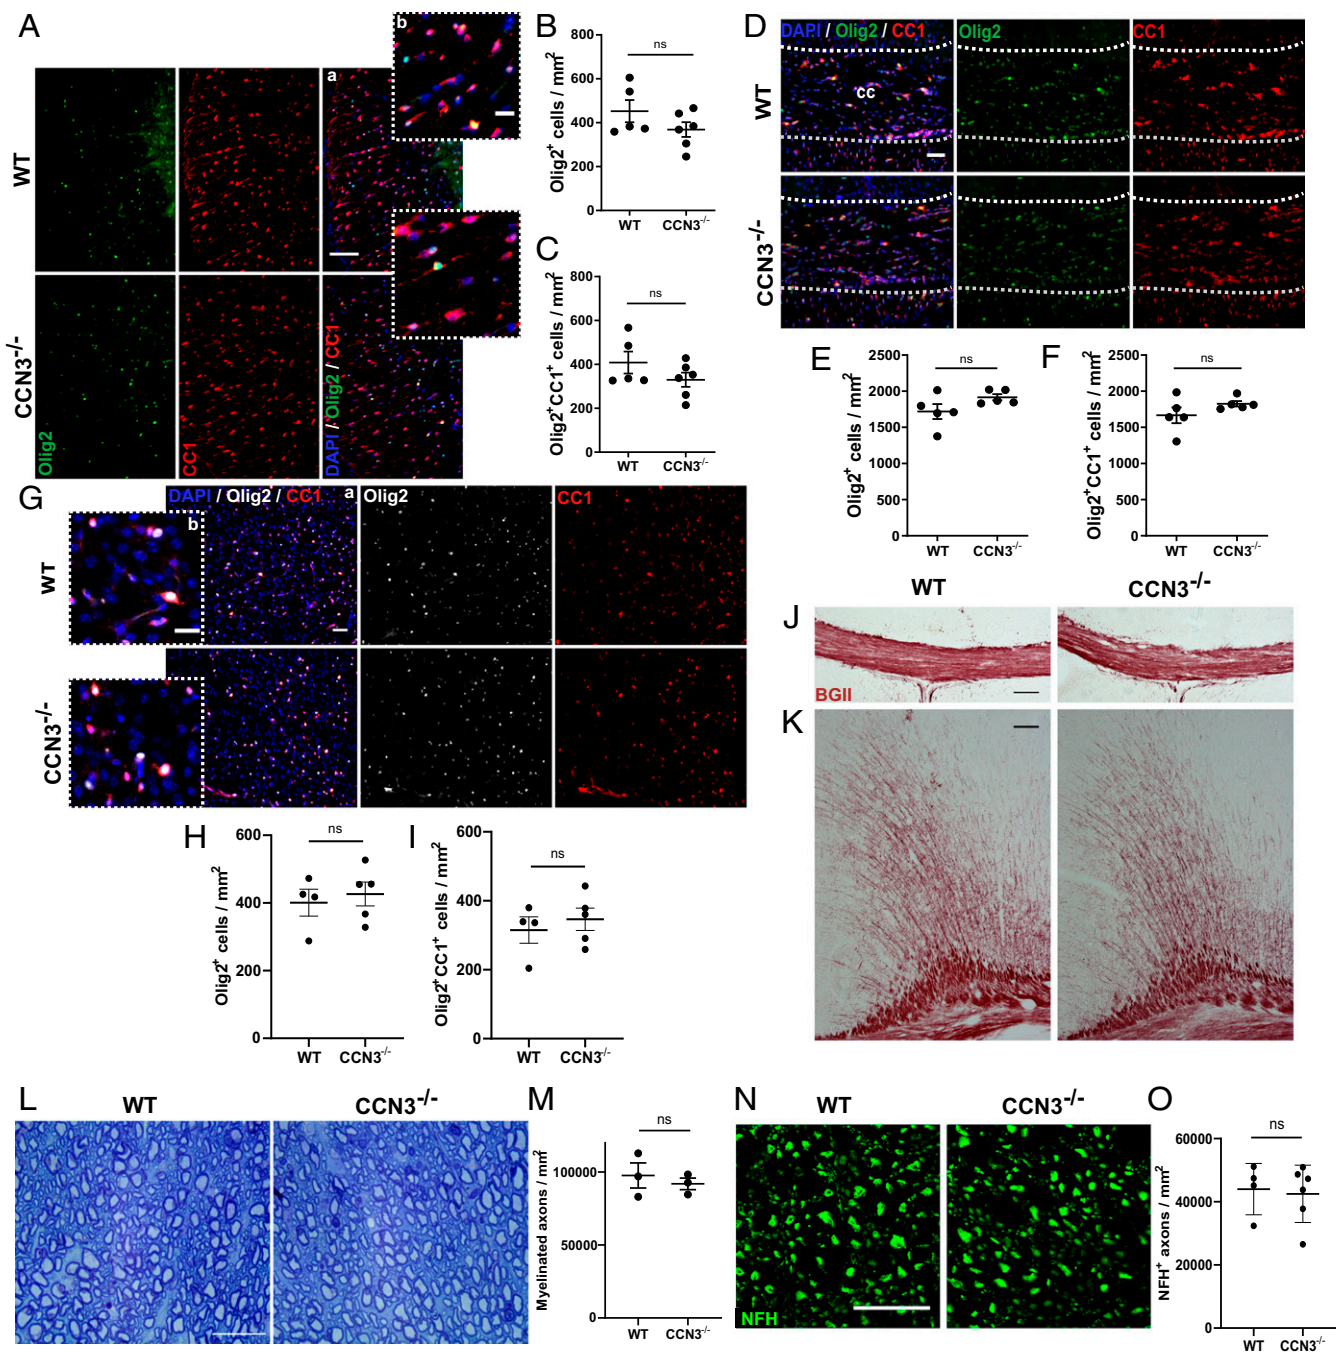 A
WT
CCN3-/-
Olig2
CC1
DAPI / Olig2 / CC1
a
b
B
Olig2+ cells / mm2
800
600
400
200
0
ns
WT
CCN3-/-
C
Olig2+CC1+ cells / mm2
800
600
400
200
0
ns
WT
CCN3-/-
D
DAPI / Olig2 / CC1
Olig2
CC1
WT
cc
CCN3-/-
E
Olig2+ cells / mm2
2500
2000
1500
1000
500
0
ns
WT
CCN3-/-
F
Olig2+CC1+ cells / mm2
2500
2000
1500
1000
500
0
ns
WT
CCN3-/-
G
DAPI / Olig2 / CC1
a
Olig2
CC1
b
WT
CCN3-/-
H
Olig2+ cells / mm2
600
400
200
0
ns
WT
CCN3-/-
I
Olig2+CC1+ cells / mm2
600
400
200
0
ns
WT
CCN3-/-
WT
CCN3-/-
J
BGII
K
L
WT
CCN3-/-
M
Myelinated axons / mm2
100000
50000
0
ns
WT
CCN3-/-
N
WT
CCN3-/-
NFH
O
NFH+ axons / mm2
60000
40000
20000
0
ns
WT
CCN3-/-